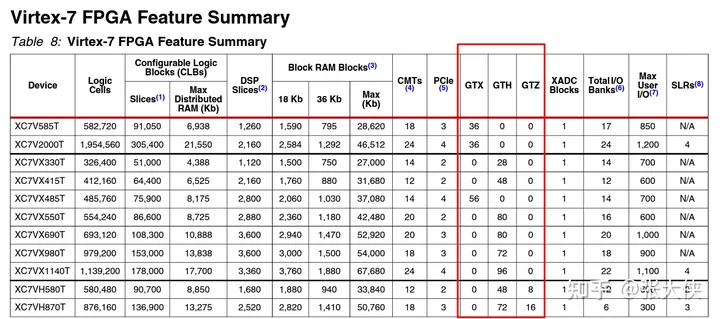 Virtex-7 FPGA Feature Summary
Table 8: Virtex-7 FPGA Feature Summary
Device Logic Cells Configurable Logic Blocks (CLBs) DSP Slices(2) Block RAM Blocks(3) CMTs (4) PCIe (5) GTX GTH GTZ XADC Blocks Total I/O Banks(6) Max User I/O(7) SLRs(8)
Slices(1) Max Distributed RAM (Kb) 18 Kb 36 Kb Max (Kb)
XC7V585T 582,720 91,050 6,938 1,260 1,590 795 28,620 18 3 36 0 0 1 17 850 N/A
XC7V2000T 1,954,560 305,400 21,550 2,160 2,584 1,292 46,512 24 4 36 0 0 1 24 1,200 4
XC7VX330T 326,400 51,000 4,388 1,120 1,500 750 27,000 14 2 0 28 0 1 14 700 N/A
XC7VX415T 412,160 64,400 6,525 2,160 1,760 880 31,680 12 2 0 48 0 1 12 600 N/A
XC7VX485T 485,760 75,900 8,175 2,800 2,060 1,030 37,080 14 4 56 0 0 1 14 700 N/A
XC7VX550T 554,240 86,600 8,725 2,880 2,360 1,180 42,480 20 2 0 80 0 1 16 600 N/A
XC7VX690T 693,120 108,300 10,888 3,600 2,940 1,470 52,920 20 3 0 80 0 1 20 1,000 N/A
XC7VX980T 979,200 153,000 13,838 3,600 3,000 1,500 54,000 18 3 0 72 0 1 18 900 N/A
XC7VX1140T 1,139,200 178,000 17,700 3,360 3,760 1,880 67,680 24 4 0 96 0 1 22 1,100 4
XC7VH580T 580,480 90,700 8,850 1,680 1,880 940 33,840 12 2 0 48 8 1
XC7VH870T 876,160 136,900 13,275 2,520 2,820 1,410 50,760 18 3 0 72 16 1 6 300 3
知乎 @张大侠